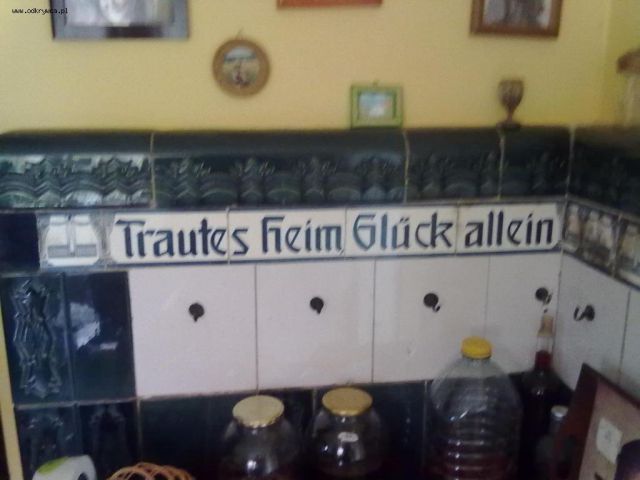 www.odkrywca.pl
Trautes Heim Glück allein